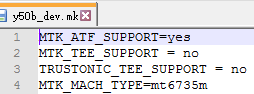 y50b_dev.mk
1 MTK_ATF_SUPPORT=yes
2 MTK_TEE_SUPPORT = no
3 TRUSTONIC_TEE_SUPPORT = no
4 MTK_MACH_TYPE=mt6735m